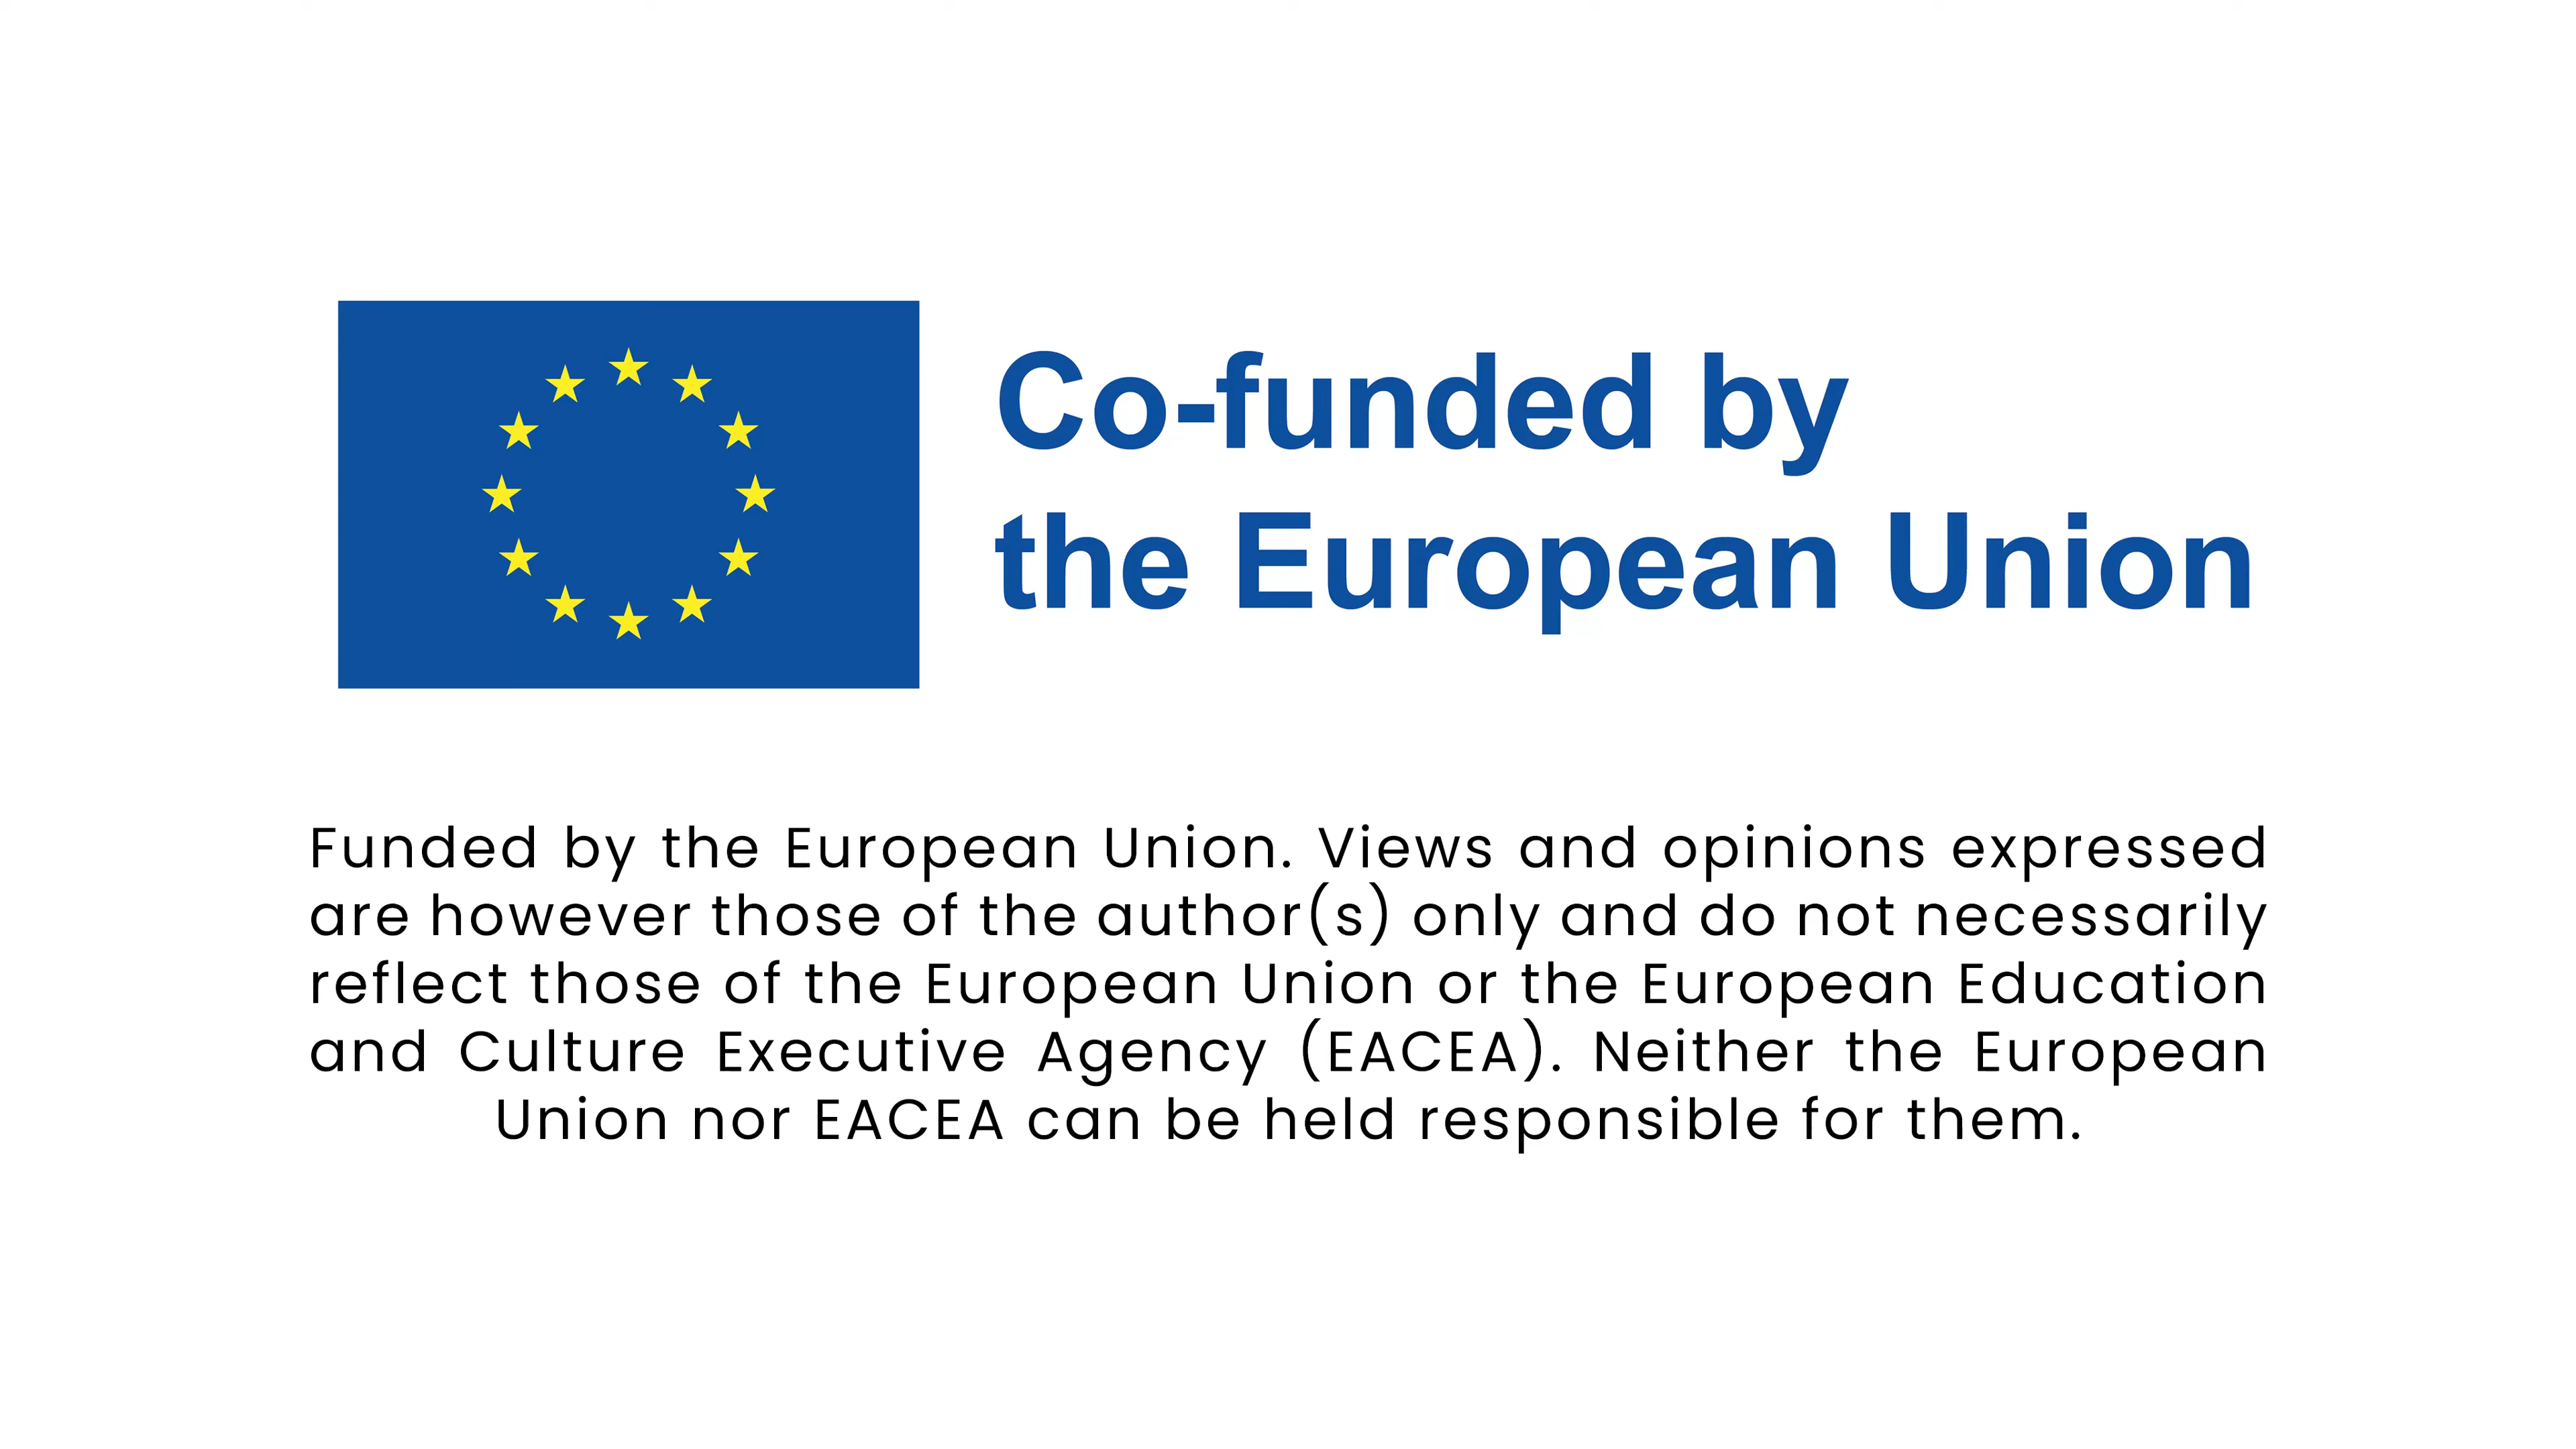 Co-funded by
the European Union
Funded by the European Union. Views and opinions expressed
are however those of the author(s) only and do not necessarily
reflect those of the European Union or the European Education
and Culture Executive Agency (EACEA). Neither the European
Union nor EACEA can be held responsible for them.